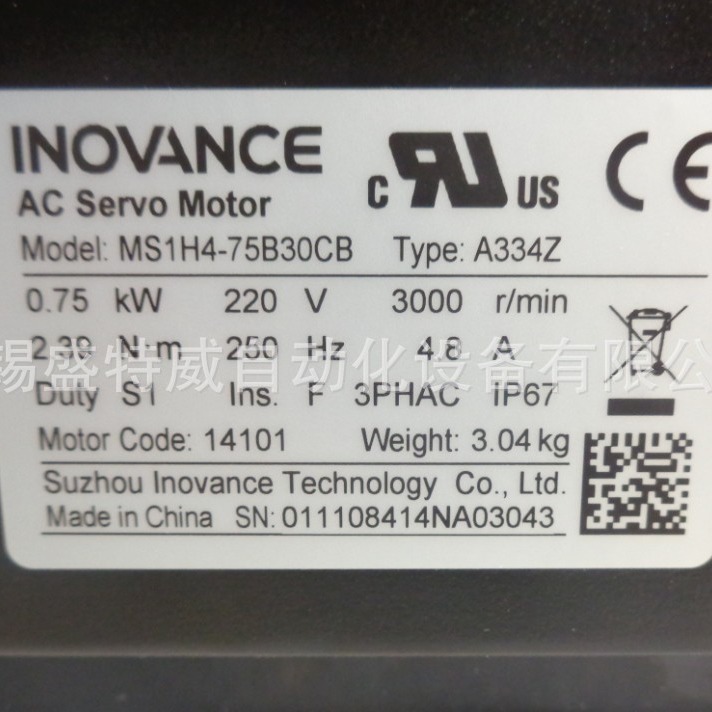 INOVANCE
c RU US CE
AC Servo Motor
Model: MS1H4-75B30CB Type: A334Z
0.75 kW 220 V 3000 r/min
2.39 N·m 250 Hz 4.8 A
锡盛特威自动化设备有限公
Duty S1 Ins. F 3PHAC IP67
Motor Code: 14101 Weight: 3.04 kg
Suzhou Inovance Technology Co., Ltd.
Made in China SN: 011108414NA03043